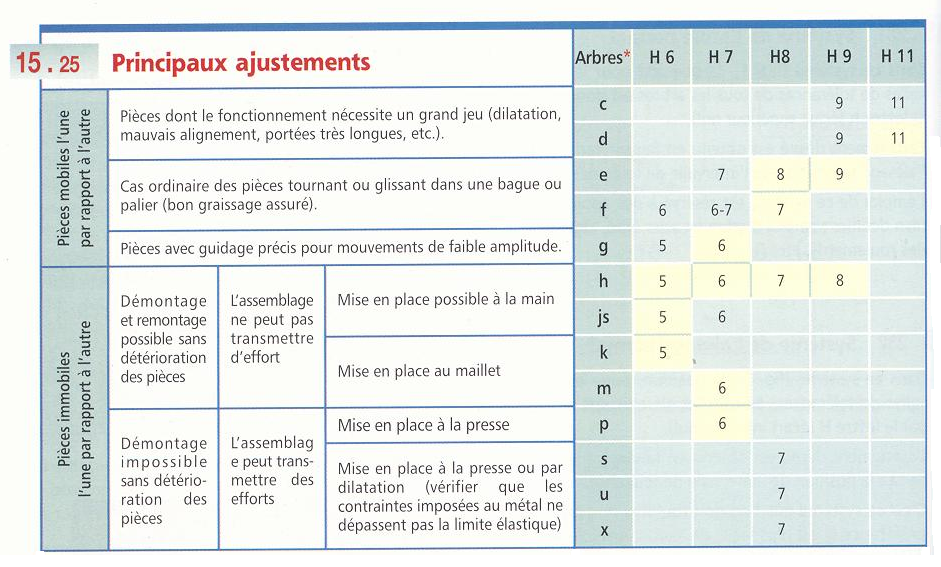 15.25 Principaux ajustements
Arbres* H 6 H 7 H8 H 9 H 11
Pièces mobiles l'une
par rapport à l'autre
Pièces dont le fonctionnement nécessite un grand jeu (dilatation,
mauvais alignement, portées très longues, etc.).
c 9 11
d 9 11
Cas ordinaire des pièces tournant ou glissant dans une bague ou
palier (bon graissage assuré).
e 7 8 9
f 6 6-7 7
Pièces avec guidage précis pour mouvements de faible amplitude.
g 5 6
Pièces immobiles
l'une par rapport à l'autre
Démontage
et remontage
possible sans
détérioration
des pièces
L'assemblage
ne peut pas
transmettre
d'effort
Mise en place possible à la main
h 5 6 7 8
js 5 6
Mise en place au maillet
k 5
m 6
Démontage
impossible
sans détério-
ration des
pièces
L'assemblag
e peut trans-
mettre des
efforts
Mise en place à la presse
p 6
Mise en place à la presse ou par
dilatation (vérifier que les
contraintes imposées au métal ne
dépassent pas la limite élastique)
s 7
u 7
x 7